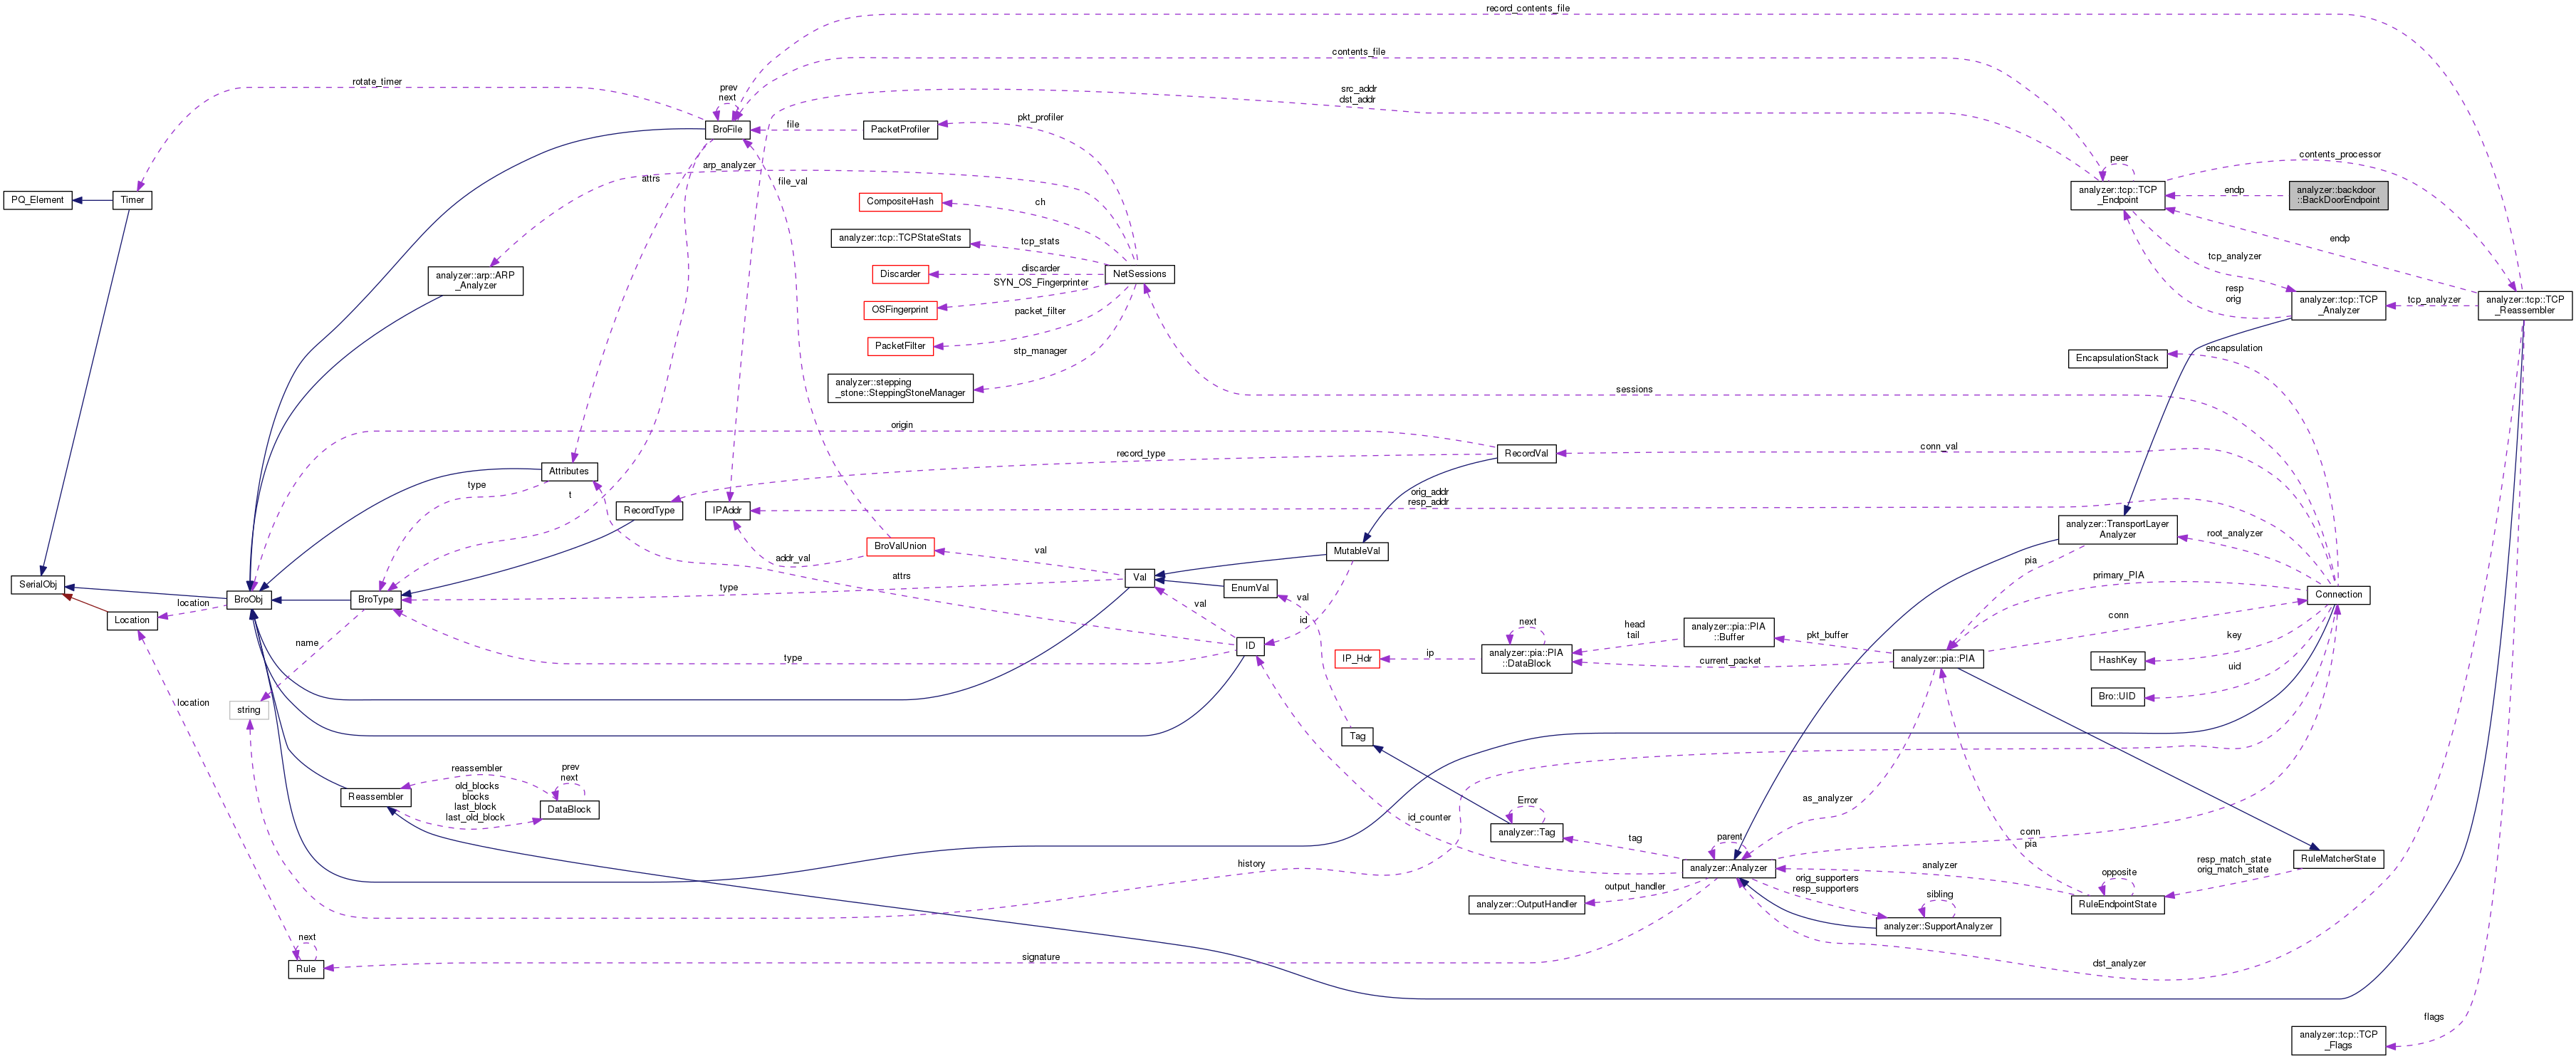 record_contents_file
contents_file
rotate_timer
prev
next
src_addr
dst_addr
BroFile
file
PacketProfiler
pkt_profiler
contents_processor
peer
arp_analyzer
attrs
file_val
PQ_Element
Timer
CompositeHash
ch
analyzer::tcp::TCP
_Endpoint
endp
analyzer::backdoor
::BackDoorEndpoint
analyzer::tcp::TCPStateStats
tcp_stats
endp
tcp_analyzer
analyzer::arp::ARP
_Analyzer
Discarder
discarder
NetSessions
SYN_OS_Fingerprinter
resp
orig
analyzer::tcp::TCP
_Analyzer
tcp_analyzer
analyzer::tcp::TCP
_Reassembler
OSFingerprint
packet_filter
PacketFilter
stp_manager
EncapsulationStack
encapsulation
analyzer::stepping
_stone::SteppingStoneManager
sessions
origin
RecordVal
conn_val
record_type
Attributes
type
t
RecordType
IPAddr
orig_addr
resp_addr
analyzer::TransportLayer
Analyzer
root_analyzer
BroValUnion
val
MutableVal
addr_val
pia
primary_PIA
SerialObj
attrs
Val
EnumVal
type
BroObj
BroType
location
Location
val
val
id
Connection
conn
next
head
tail
analyzer::pia::PIA
::Buffer
pkt_buffer
key
name
type
ID
IP_Hdr
ip
analyzer::pia::PIA
::DataBlock
current_packet
analyzer::pia::PIA
HashKey
uid
Bro::UID
location
string
Tag
reassembler
prev
next
old_blocks
blocks
last_block
last_old_block
Reassembler
DataBlock
id_counter
Error
analyzer::Tag
tag
as_analyzer
parent
conn
pia
history
analyzer::Analyzer
analyzer
RuleMatcherState
resp_match_state
orig_match_state
opposite
output_handler
orig_supporters
resp_supporters
sibling
analyzer::OutputHandler
RuleEndpointState
analyzer::SupportAnalyzer
next
Rule
signature
dst_analyzer
flags
analyzer::tcp::TCP
_Flags